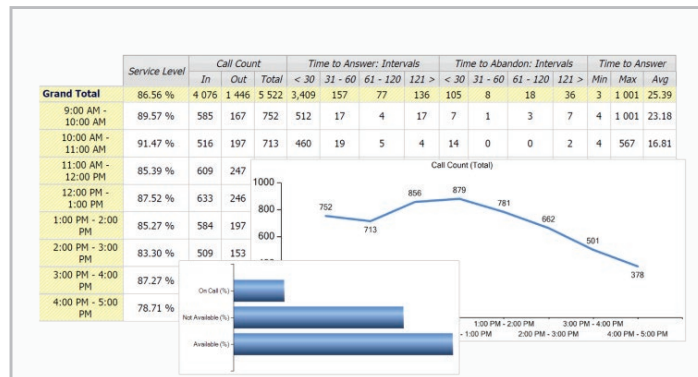 Service Level Call Count Time to Answer: Intervals Time to Abandon: Intervals Time to Answer
In Out Total < 30 31 - 60 61 - 120 121 > < 30 31 - 60 61 - 120 121 > Min Max Avg
Grand Total 86.56 % 4 076 1 446 5 522 3,409 157 77 136 105 8 18 36 3 1 001 25.39
9:00 AM -
10:00 AM 89.57 % 585 167 752 512 17 4 17 7 1 3 7 4 1 001 23.18
10:00 AM -
11:00 AM 91.47 % 516 197 713 460 19 5 4 14 0 0 2 4 567 16.81
11:00 AM -
12:00 PM 85.39 % 609 247
12:00 PM -
1:00 PM 87.52 % 633 246
1:00 PM - 2:00
PM 85.27 % 584 197
2:00 PM - 3:00
PM 83.30 % 509 153
3:00 PM - 4:00
PM 87.27 %
4:00 PM - 5:00
PM 78.71 %
Call Count (Total)
1000
800
600
752
713
856
879
781
662
501
378
1:00 PM - 2:00 PM 3:00 PM - 4:00 PM
- 1:00 PM 2:00 PM - 3:00 PM 4:00 PM - 5:00 PM
On Call (%)
Not Available (%)
Available (%)